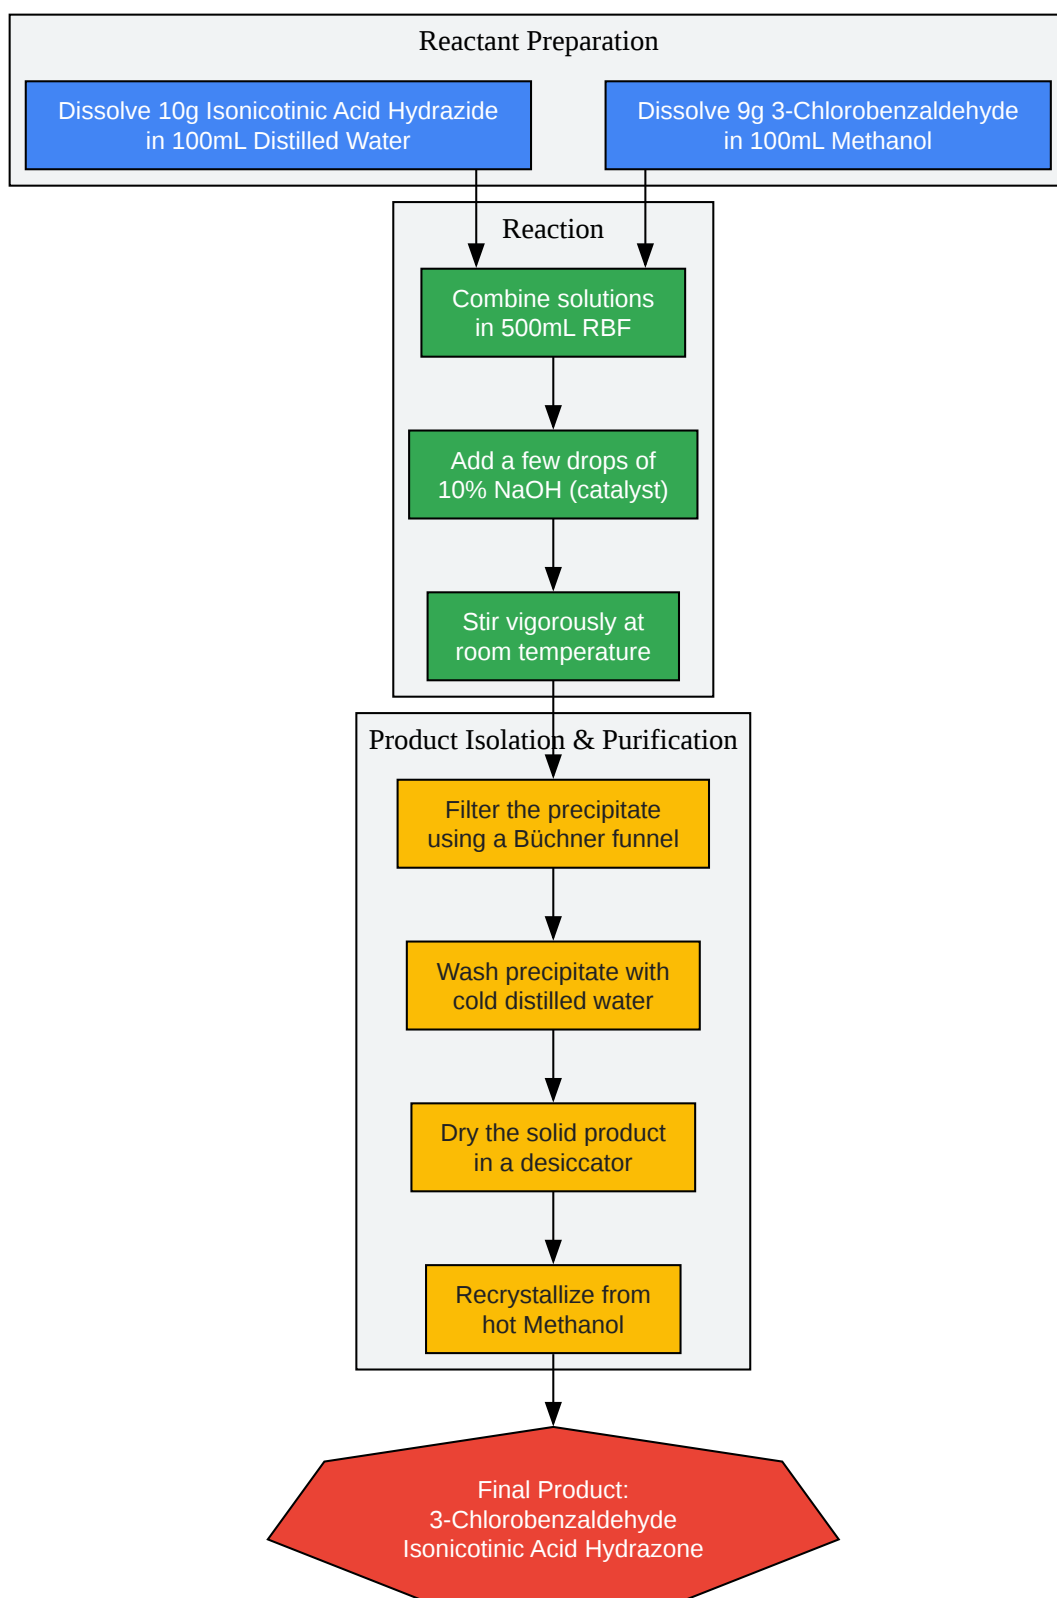 Reactant Preparation
Dissolve 10g Isonicotinic Acid Hydrazide
in 100mL Distilled Water
Dissolve 9g 3-Chlorobenzaldehyde
in 100mL Methanol
Reaction
Combine solutions
in 500mL RBF
Add a few drops of
10% NaOH (catalyst)
Stir vigorously at
room temperature
Product Isolation & Purification
Filter the precipitate
using a Büchner funnel
Wash precipitate with
cold distilled water
Dry the solid product
in a desiccator
Recrystallize from
hot Methanol
Final Product:
3-Chlorobenzaldehyde
Isonicotinic Acid Hydrazone